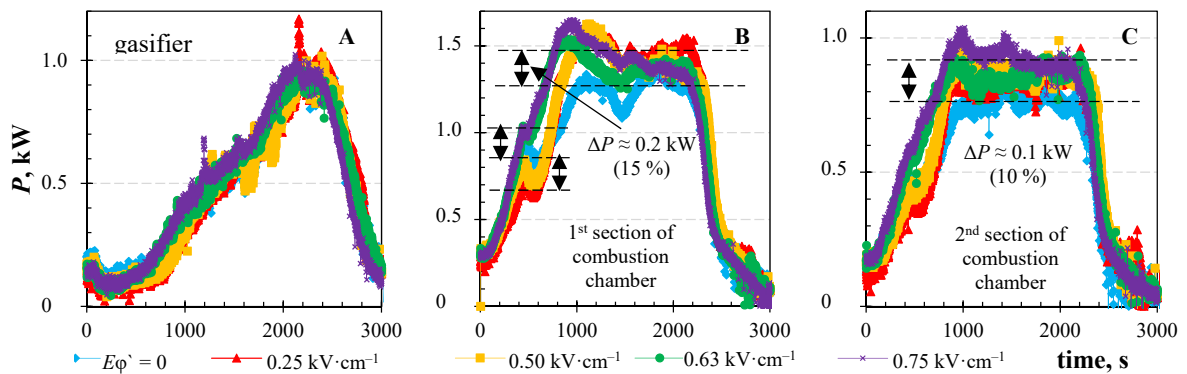 P, kW
1.0
0.5
0
gasifier
A
0
1000
2000
3000
1.5
1.0
0.5
0
B
ΔP ≈ 0.2 kW
(15 %)
1st section of
combustion
chamber
0
1000
2000
3000
1.0
0.5
0
C
ΔP ≈ 0.1 kW
(10 %)
2nd section of
combustion
chamber
0
1000
2000
3000
Eφ` = 0
0.25 kV·cm⁻¹
0.50 kV·cm⁻¹
0.63 kV·cm⁻¹
0.75 kV·cm⁻¹
time, s